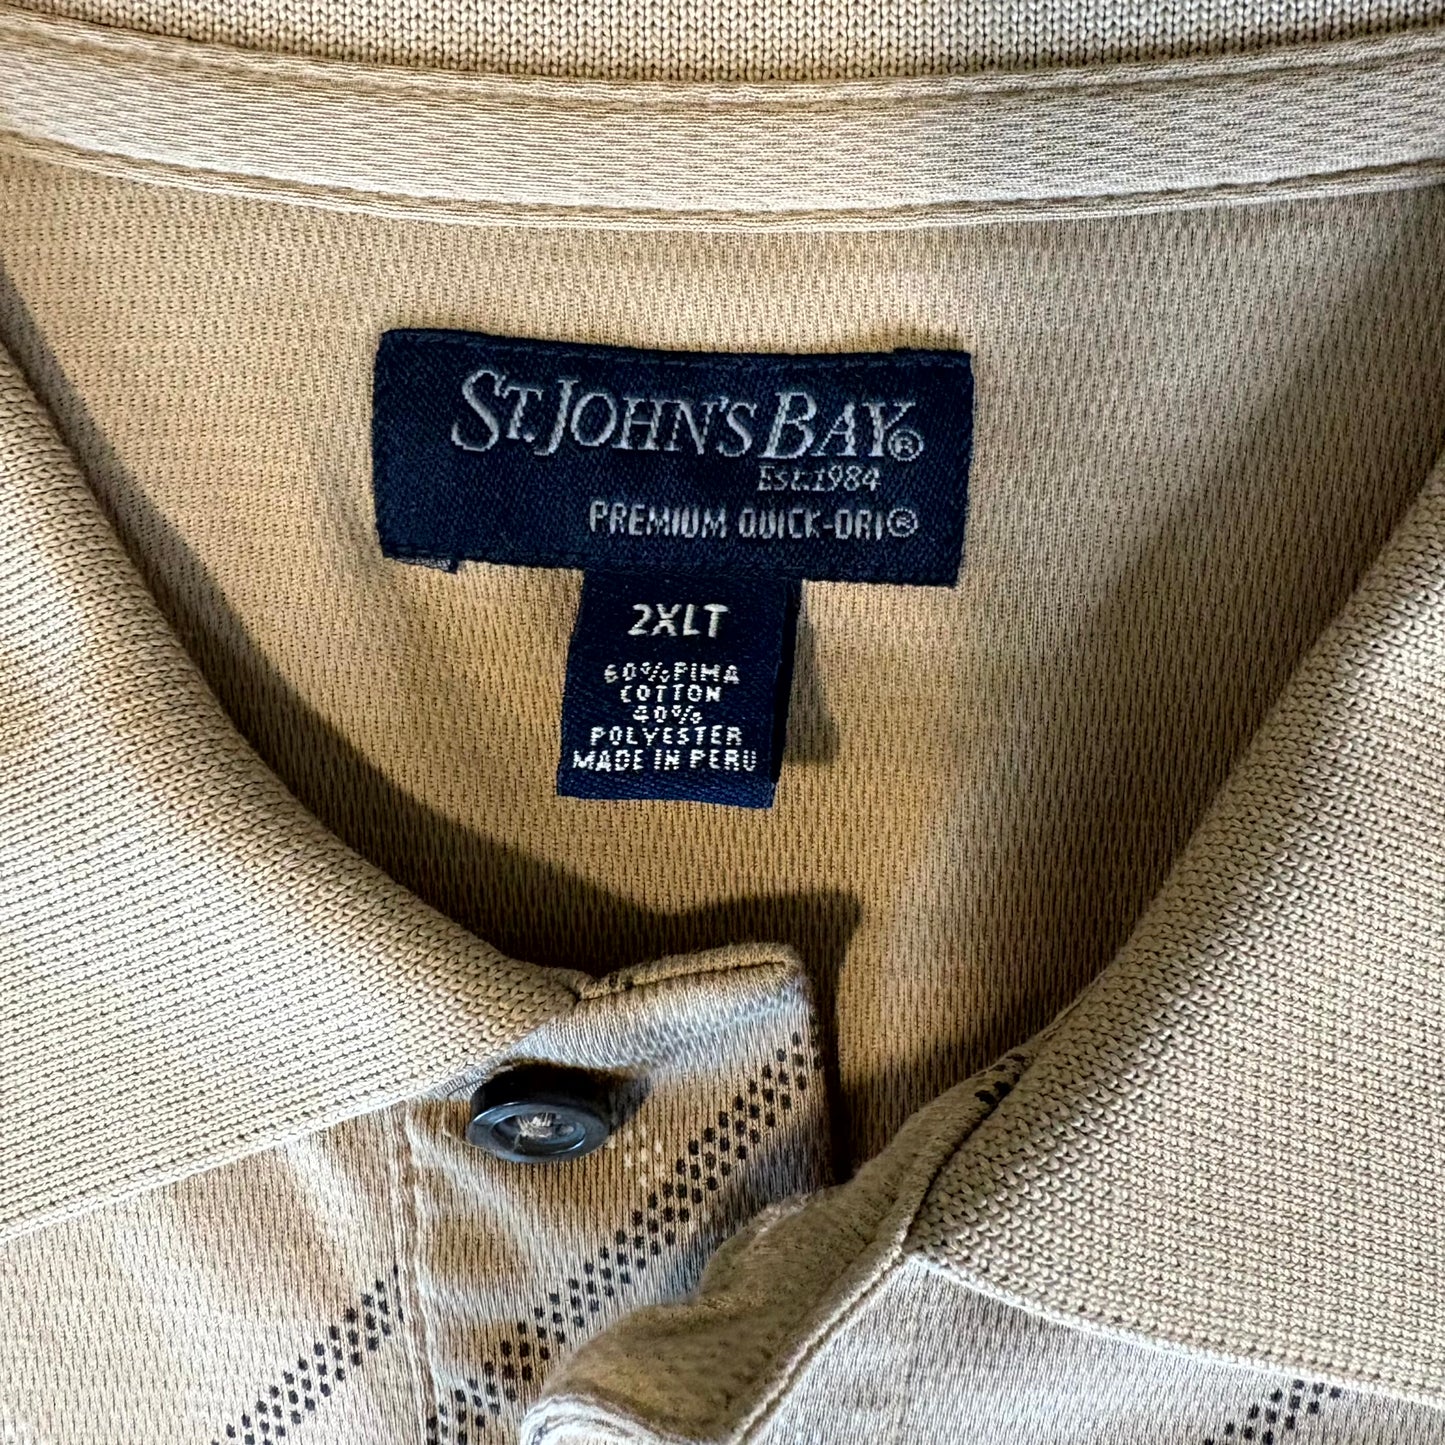 ST. JOHN'S BAY®
EST. 1984
PREMIUM QUICK-DRI®
2XLT
60% PIMA
COTTON
40%
POLYESTER
MADE IN PERU